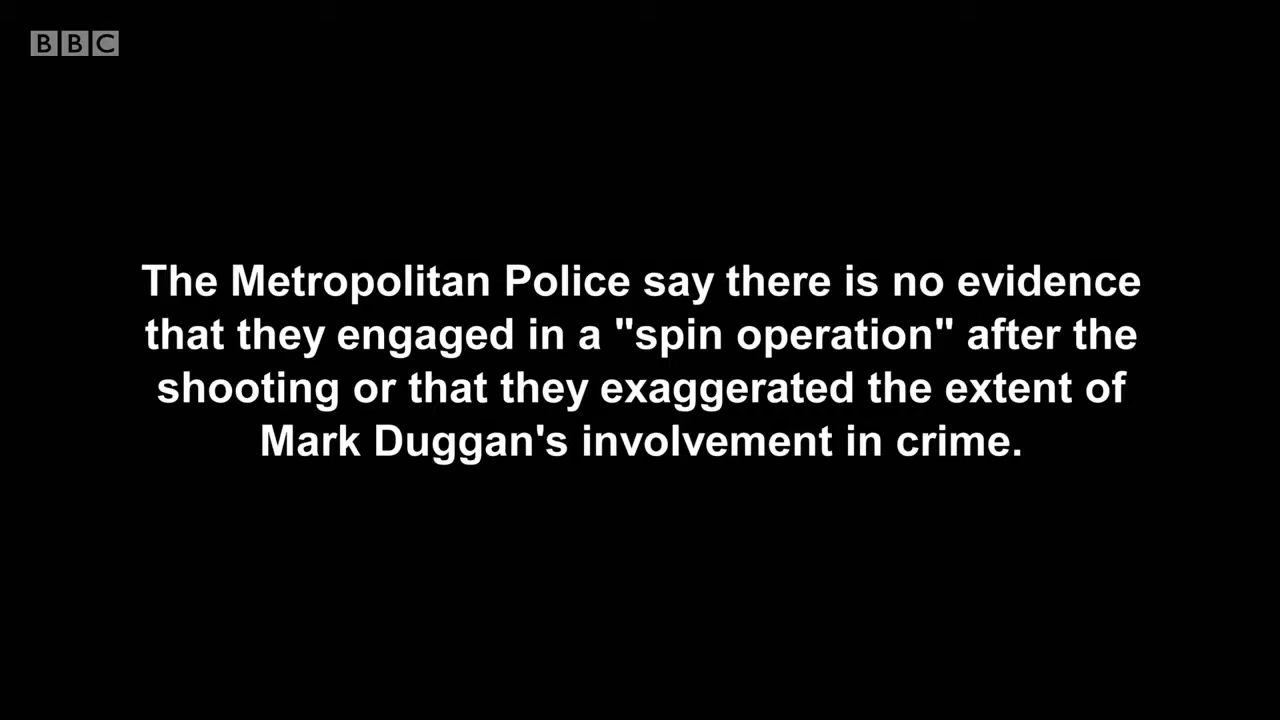 BBC
The Metropolitan Police say there is no evidence
that they engaged in a "spin operation" after the
shooting or that they exaggerated the extent of
Mark Duggan's involvement in crime.